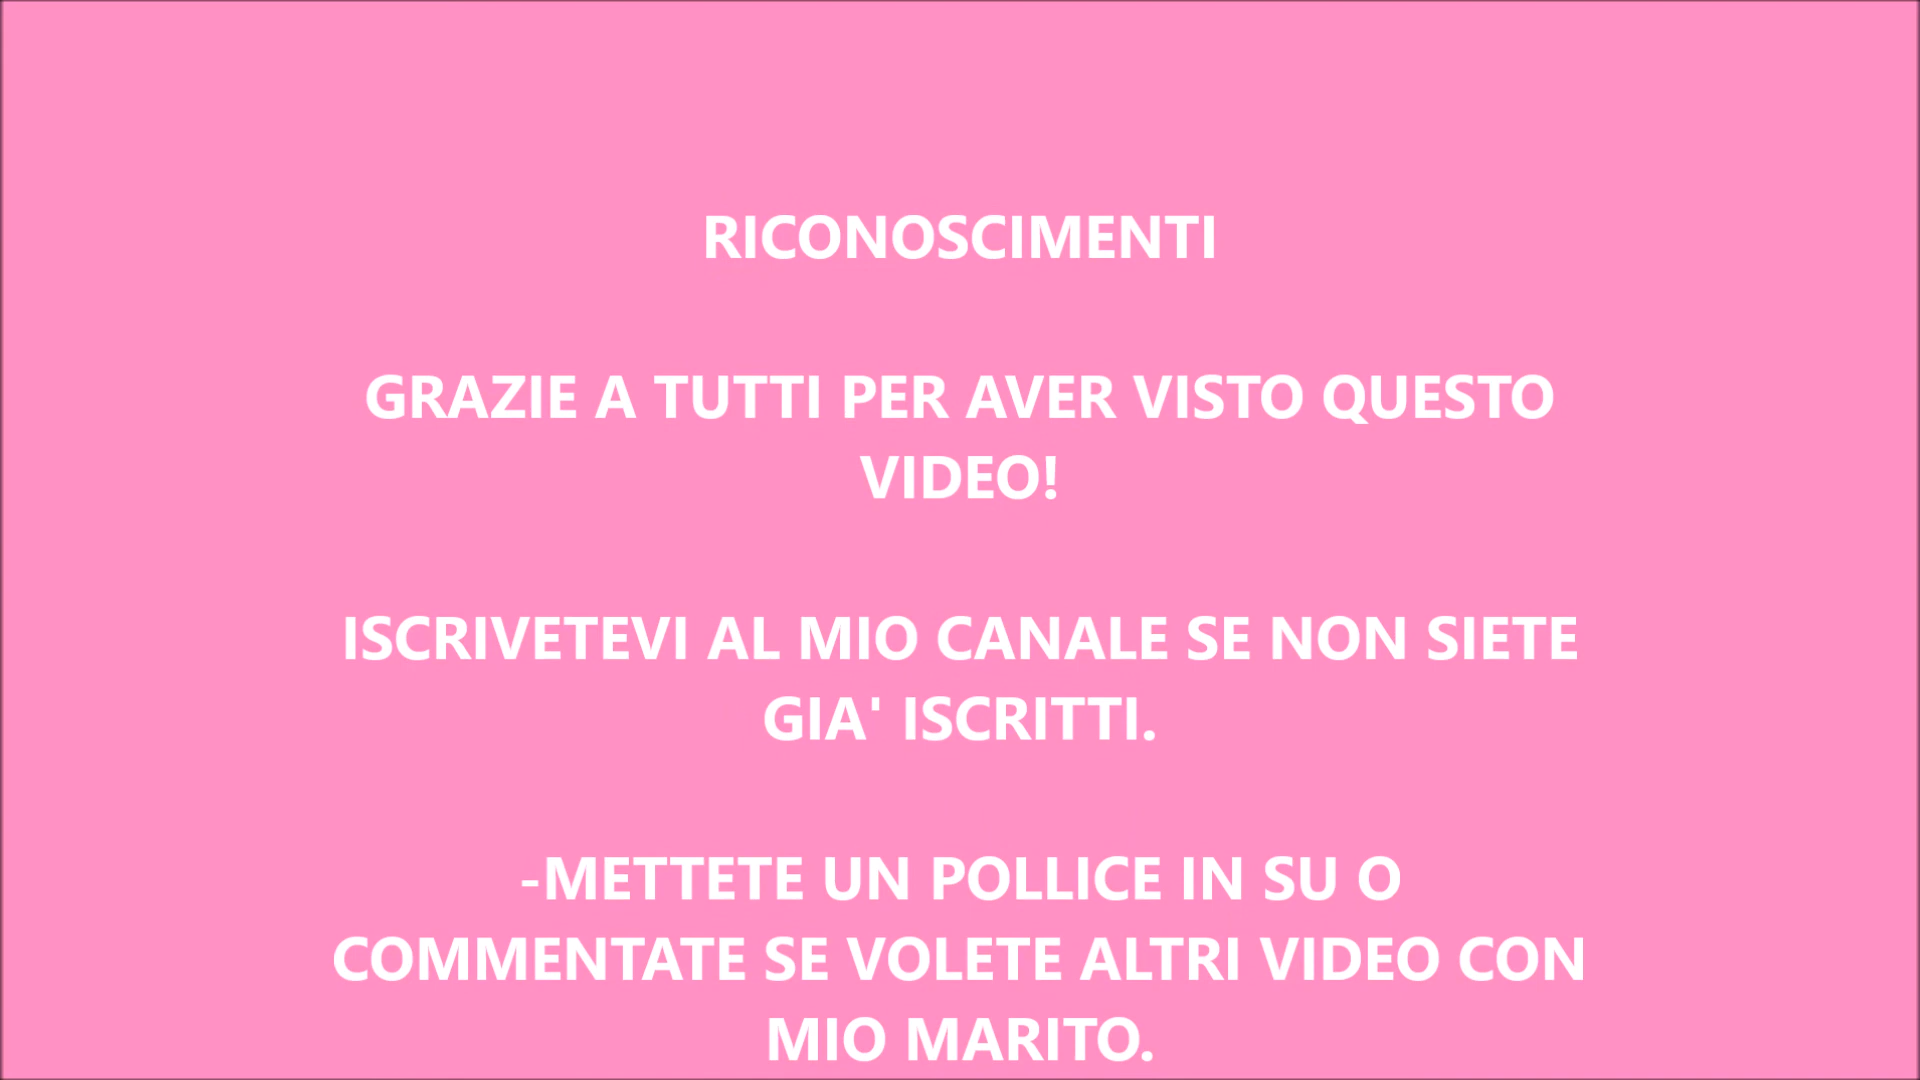 RICONOSCIMENTI
GRAZIE A TUTTI PER AVER VISTO QUESTO
VIDEO!
ISCRIVETEVI AL MIO CANALE SE NON SIETE
GIA' ISCRITTI.
-METTETE UN POLLICE IN SU O
COMMENTATE SE VOLETE ALTRI VIDEO CON
MIO MARITO.